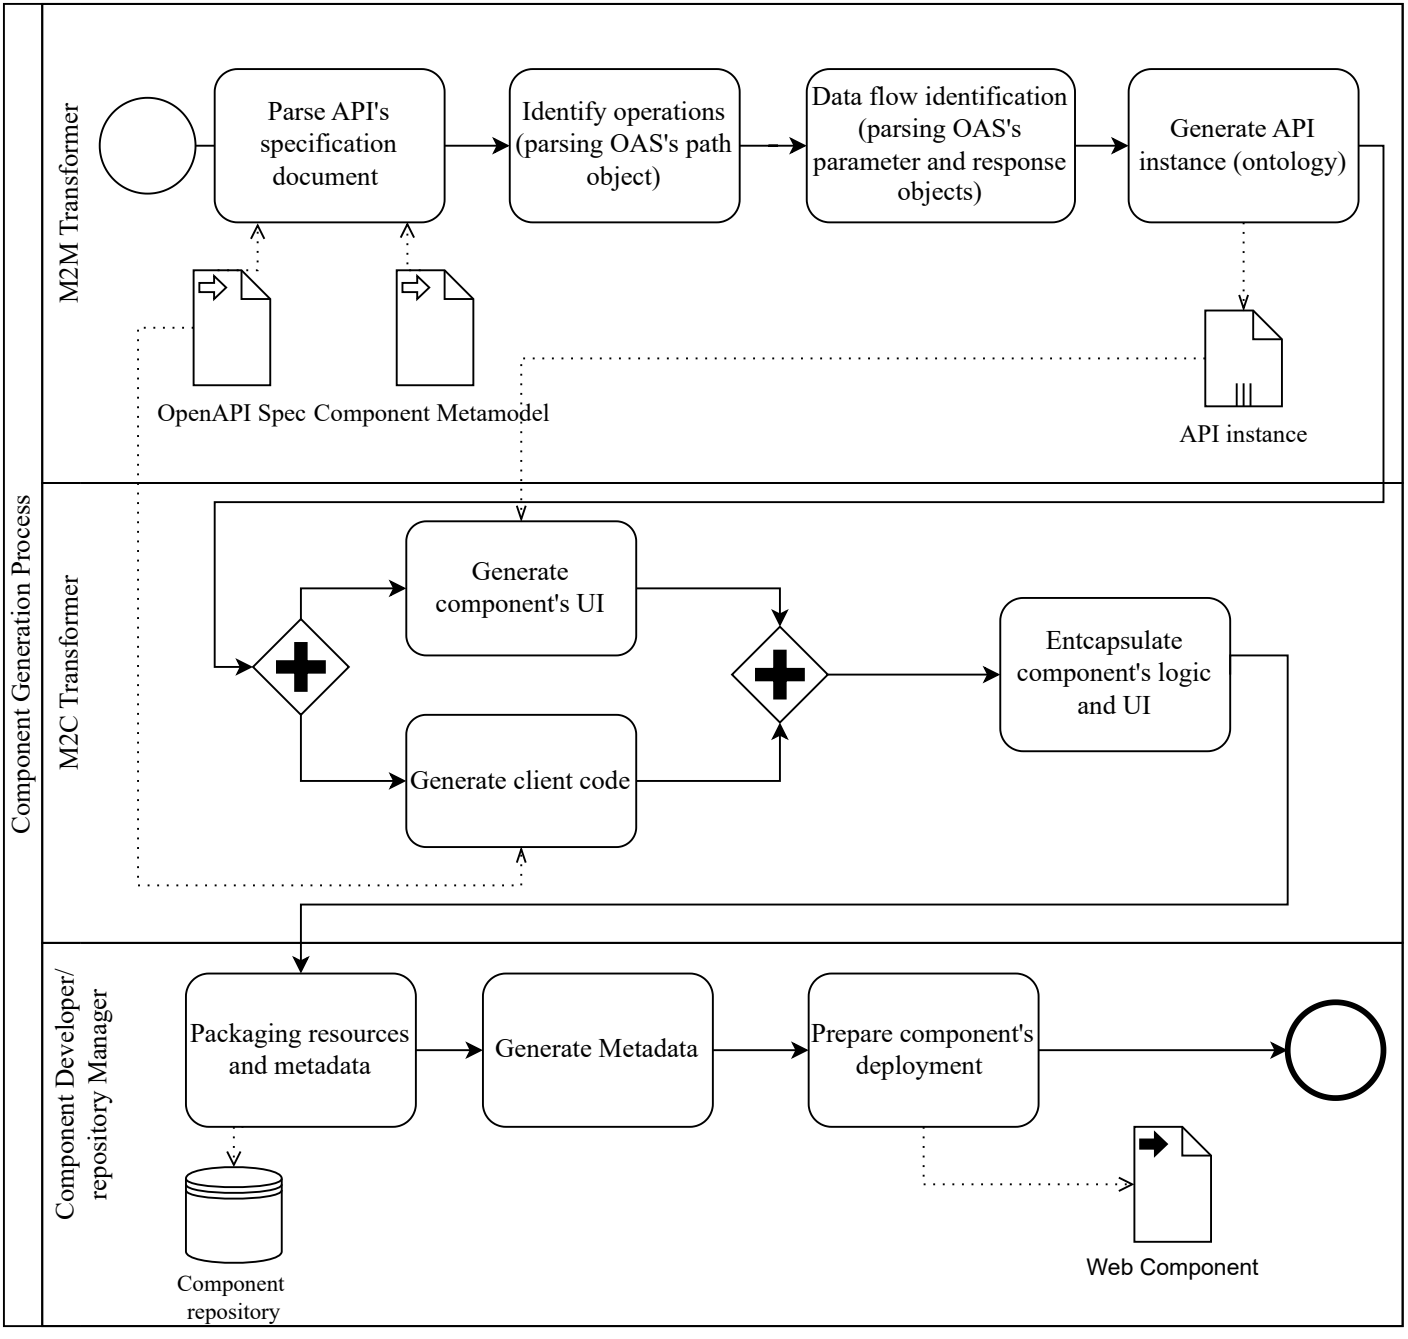 Component Generation Process
M2M Transformer
Parse API's
specification
document
Identify operations
(parsing OAS's path
object)
Data flow identification
(parsing OAS's
parameter and response
objects)
Generate API
instance (ontology)
OpenAPI Spec
Component Metamodel
API instance
M2C Transformer
Generate
component's UI
Generate client code
Entcapsulate
component's logic
and UI
Component Developer/
repository Manager
Packaging resources
and metadata
Generate Metadata
Prepare component's
deployment
Component
repository
Web Component